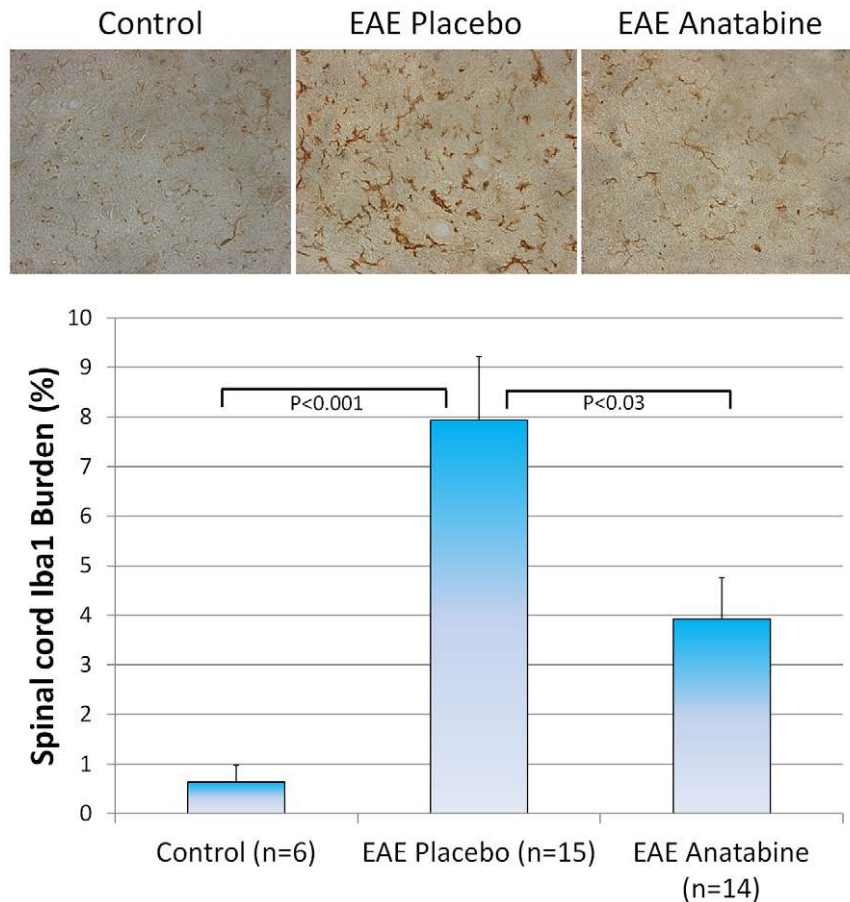 Control
EAE Placebo
EAE Anatabine
10
9
P<0.001
P<0.03
8
7
6
5
4
3
2
1
0
Spinal cord Iba1 Burden (%)
Control (n=6)
EAE Placebo (n=15)
EAE Anatabine
(n=14)